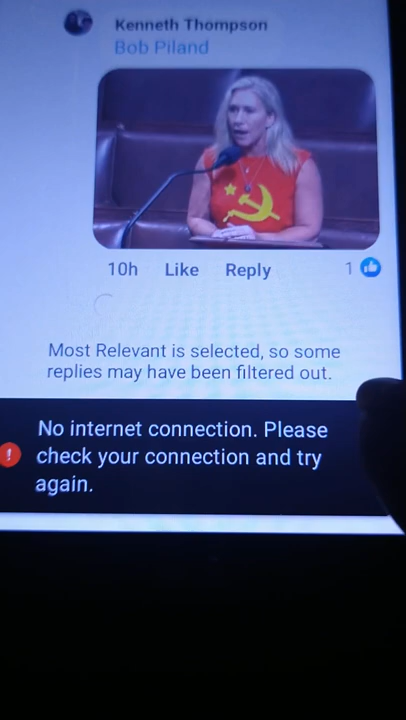 Kenneth Thompson
Bob Piland
10h Like Reply 1
Most Relevant is selected, so some
replies may have been filtered out.
No internet connection. Please
check your connection and try
again.